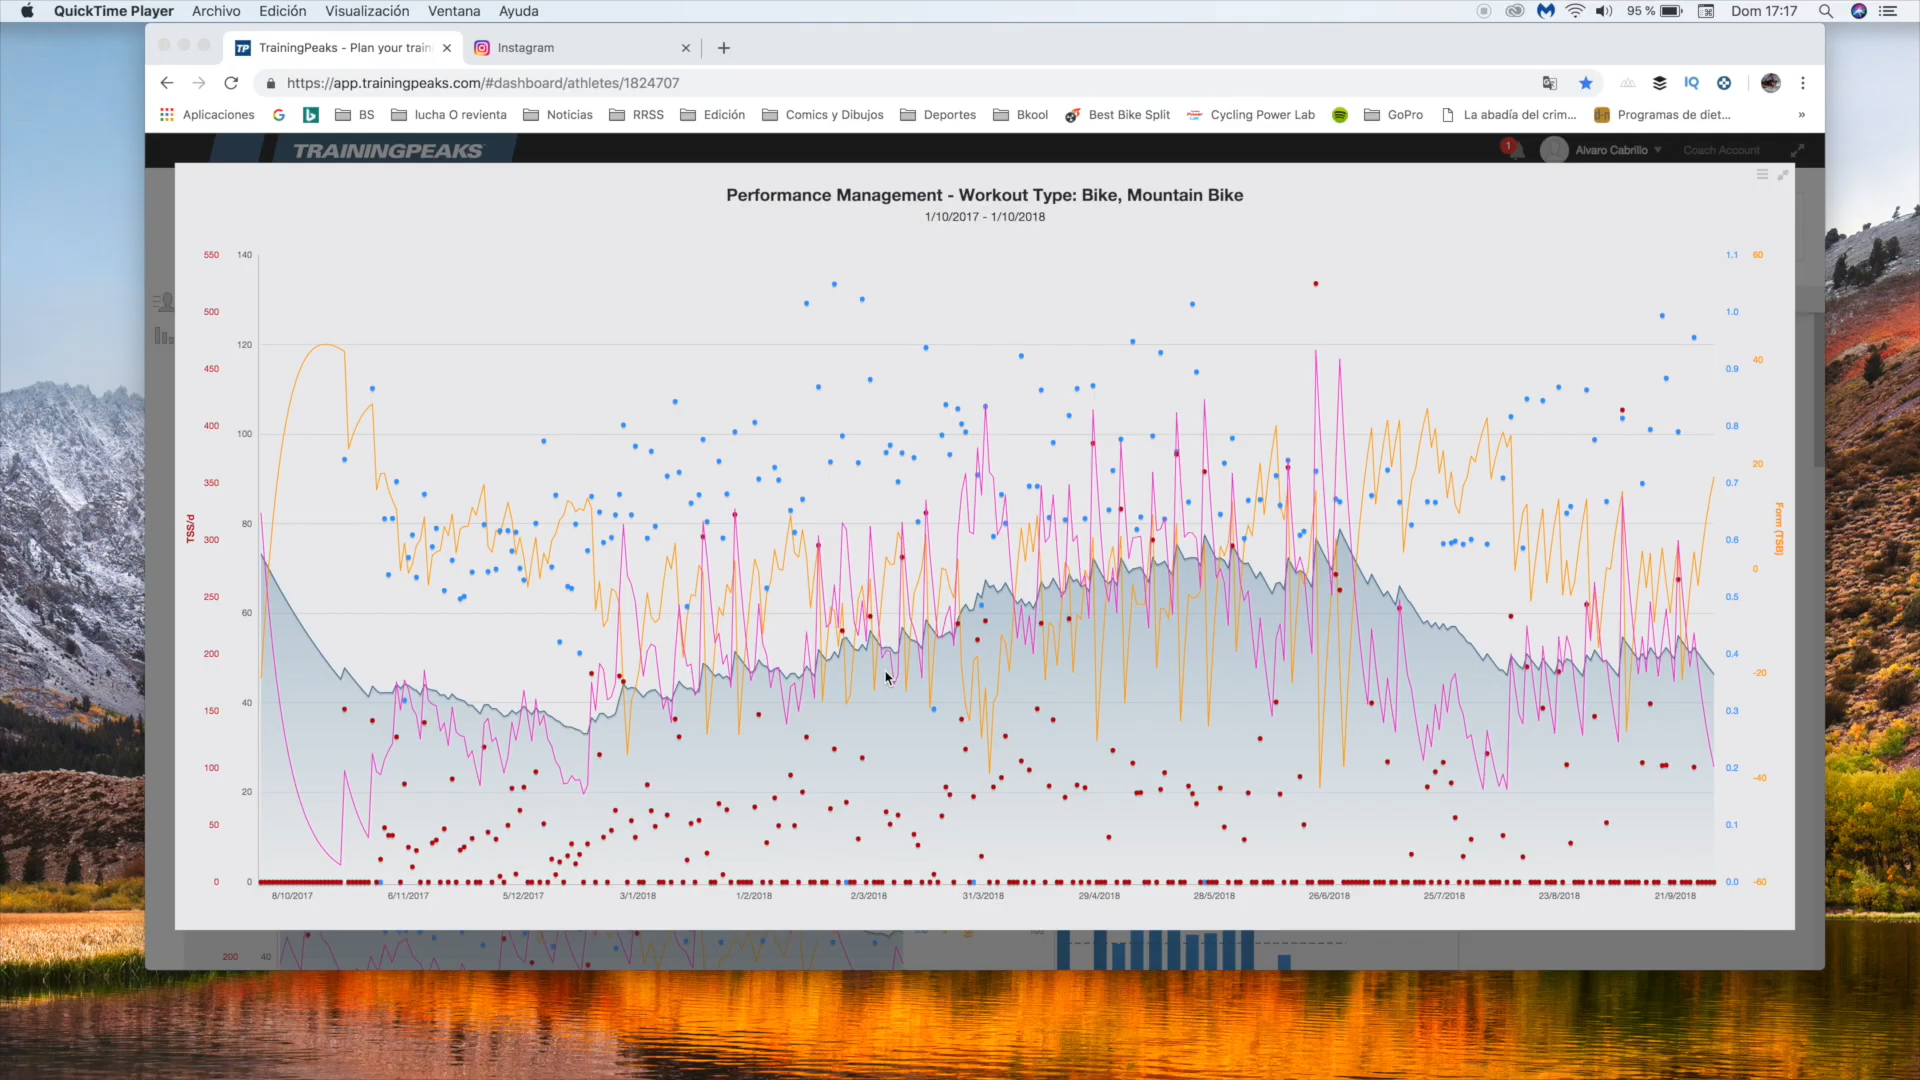 QuickTime Player Archivo Edición Visualización Ventana Ayuda 95 % Dom 17:17
TP TrainingPeaks - Plan your train Instagram
https://app.trainingpeaks.com/#dashboard/athletes/1824707
Aplicaciones BS lucha O revienta Noticias RRSS Edición Comics y Dibujos Deportes Bkool Best Bike Split Cycling Power Lab GoPro La abadía del crim... Programas de diet...
TRAININGPEAKS 1 Alvaro Cabrillo Coach Account
Performance Management - Workout Type: Bike, Mountain Bike
1/10/2017 - 1/10/2018
550 140 1.1 60
500 1.0
120 40
450 0.9
400 100 0.8
20
350 0.7
80
300 0.6 0
TSS/d
Form (TSB)
250 60 0.5
200 0.4
-20
150 40 0.3
100 20 0.2 -40
50 0.1
0 0 0.0 -60
8/10/2017 6/11/2017 5/12/2017 3/1/2018 1/2/2018 2/3/2018 31/3/2018 29/4/2018 28/5/2018 26/6/2018 25/7/2018 23/8/2018 21/9/2018
200 40